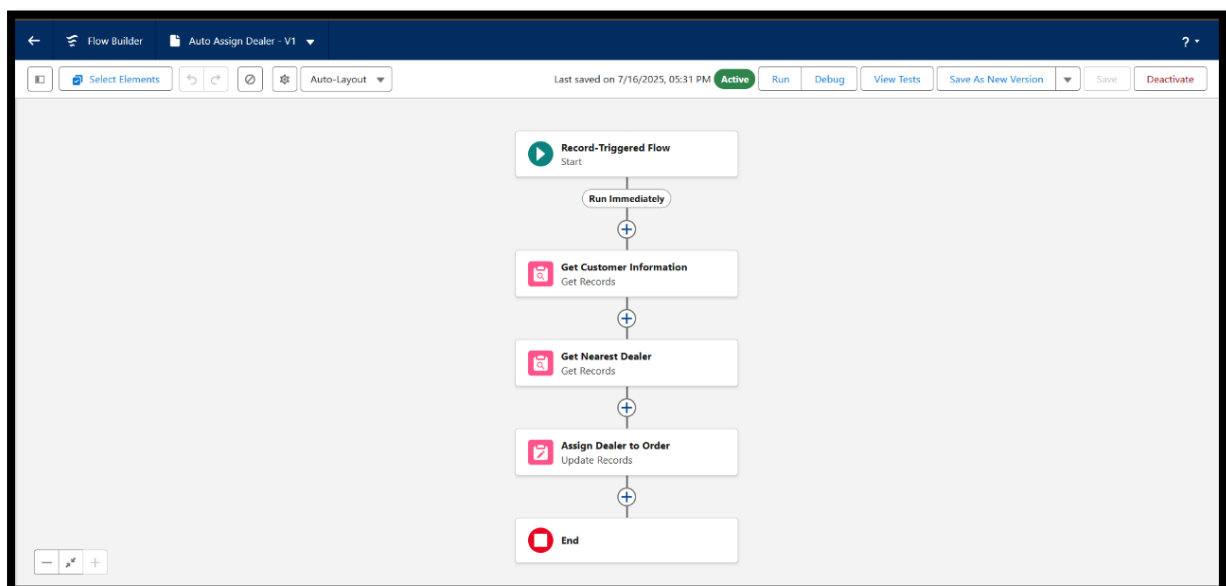 Flow Builder
Auto Assign Dealer - V1
?
Select Elements
Auto-Layout
Last saved on 7/16/2025, 05:31 PM
Active
Run
Debug
View Tests
Save As New Version
Save
Deactivate
Record-Triggered Flow
Start
Run Immediately
Get Customer Information
Get Records
Get Nearest Dealer
Get Records
Assign Dealer to Order
Update Records
End